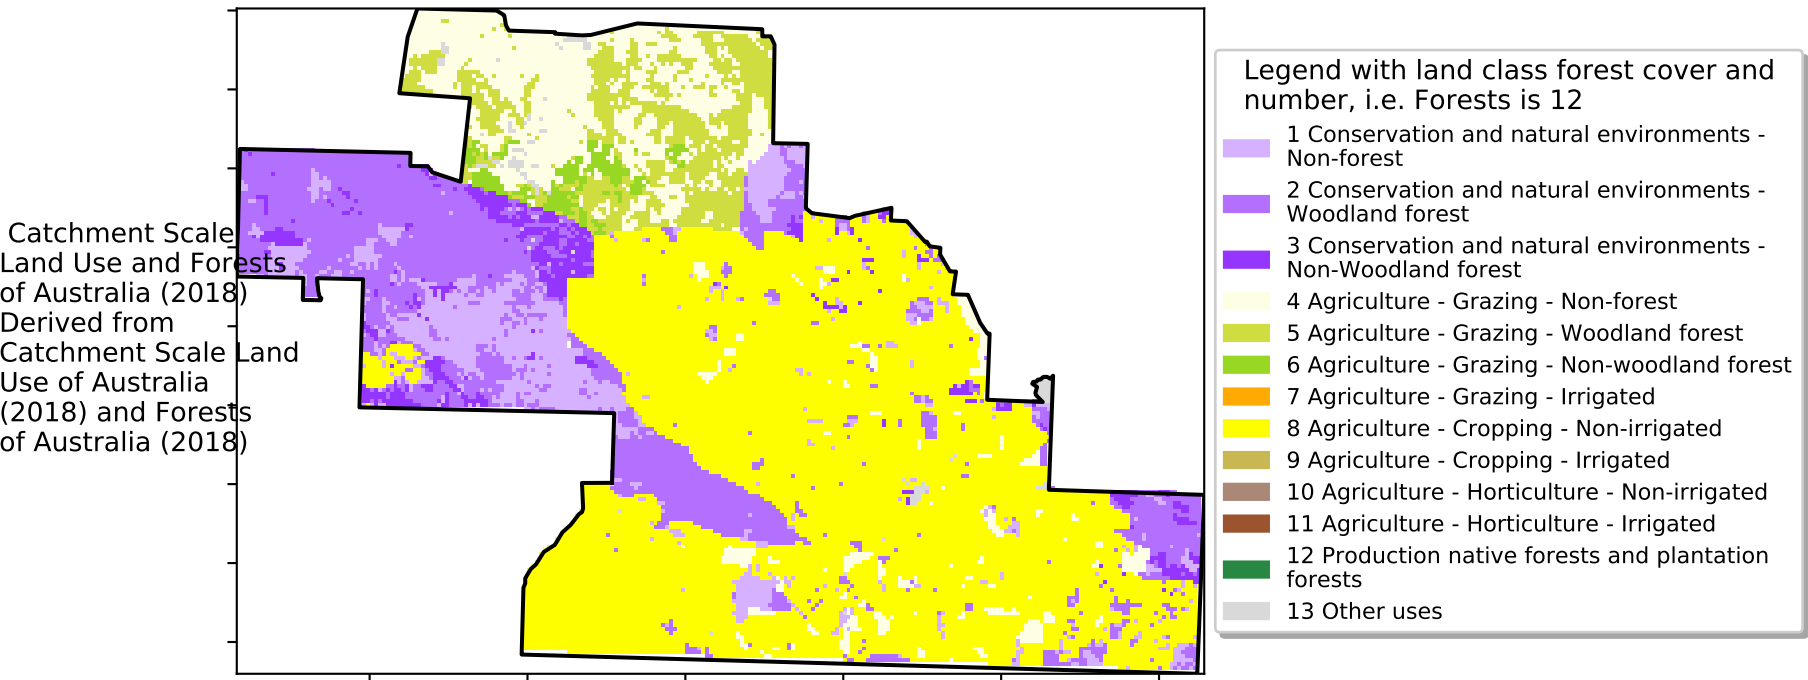 Catchment Scale
Land Use and Forests
of Australia (2018)
Derived from
Catchment Scale Land
Use of Australia
(2018) and Forests
of Australia (2018)
Legend with land class forest cover and
number, i.e. Forests is 12
1 Conservation and natural environments -
Non-forest
2 Conservation and natural environments -
Woodland forest
3 Conservation and natural environments -
Non-Woodland forest
4 Agriculture - Grazing - Non-forest
5 Agriculture - Grazing - Woodland forest
6 Agriculture - Grazing - Non-woodland forest
7 Agriculture - Grazing - Irrigated
8 Agriculture - Cropping - Non-irrigated
9 Agriculture - Cropping - Irrigated
10 Agriculture - Horticulture - Non-irrigated
11 Agriculture - Horticulture - Irrigated
12 Production native forests and plantation
forests
13 Other uses